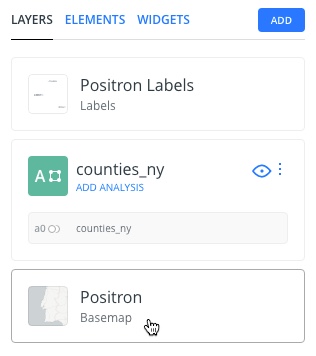 LAYERS ELEMENTS WIDGETS ADD
Positron Labels
Labels
A
counties_ny
ADD ANALYSIS
a0 counties_ny
Positron
Basemap